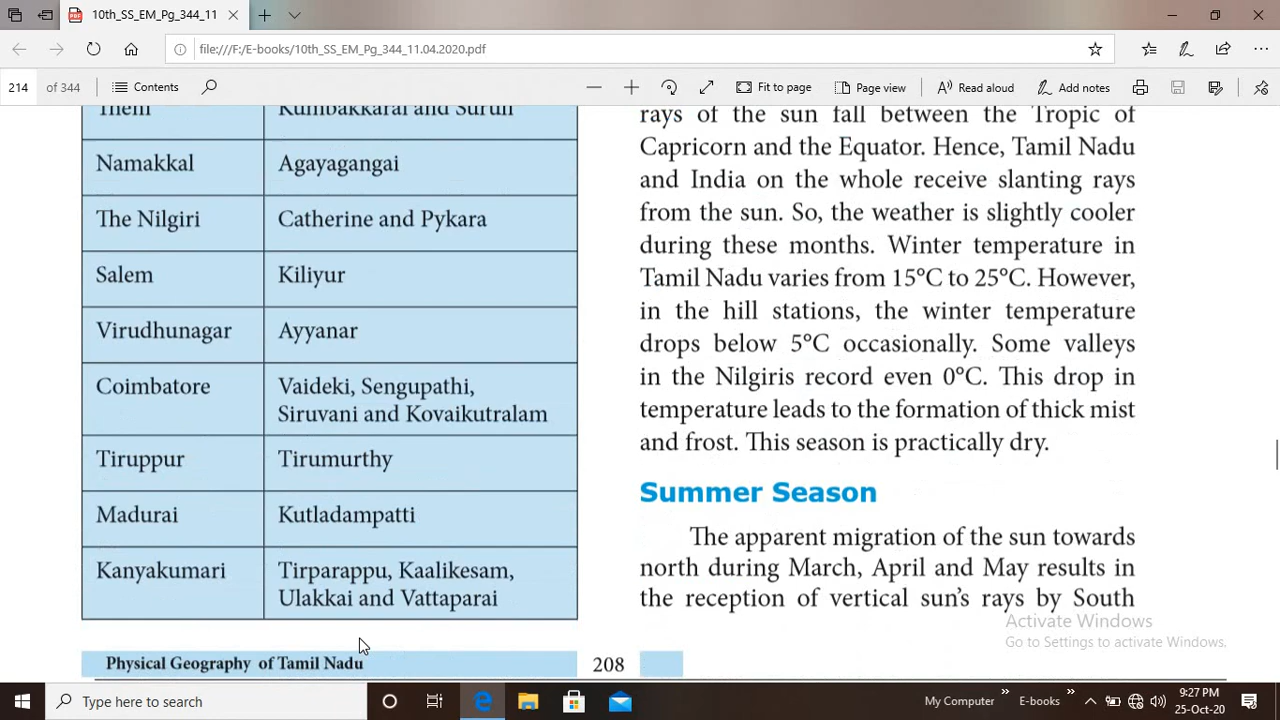 10th_SS_EM_Pg_344_11
file:///F:/E-books/10th_SS_EM_Pg_344_11.04.2020.pdf
214 of 344 Contents Fit to page Page view Read aloud Add notes
Theni Kumbakkarai and Suruli
Namakkal Agayagangai
The Nilgiri Catherine and Pykara
Salem Kiliyur
Virudhunagar Ayyanar
Coimbatore Vaideki, Sengupathi,
Siruvani and Kovaikutralam
Tiruppur Tirumurthy
Madurai Kutladampatti
Kanyakumari Tirparappu, Kaalikesam,
Ulakkai and Vattaparai
Physical Geography of Tamil Nadu 208
rays of the sun fall between the Tropic of
Capricorn and the Equator. Hence, Tamil Nadu
and India on the whole receive slanting rays
from the sun. So, the weather is slightly cooler
during these months. Winter temperature in
Tamil Nadu varies from 15°C to 25°C. However,
in the hill stations, the winter temperature
drops below 5°C occasionally. Some valleys
in the Nilgiris record even 0°C. This drop in
temperature leads to the formation of thick mist
and frost. This season is practically dry.
Summer Season
The apparent migration of the sun towards
north during March, April and May results in
the reception of vertical sun's rays by South
Activate Windows
Go to Settings to activate Windows.
Type here to search My Computer E-books 9:27 PM
25-Oct-20